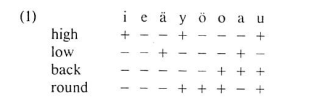 (1) i e ä y ö o a u
high + – – + – – – +
low – – + – – – + –
back – – – – – + + +
round – – – + + + – +